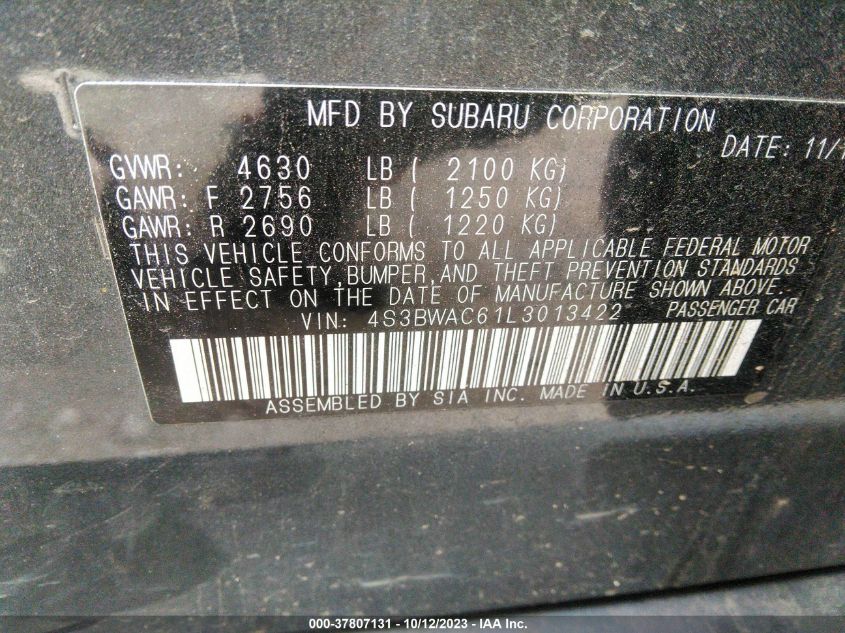 MFD BY SUBARU CORPORATION
DATE: 11/1
GVWR: 4630 LB ( 2100 KG)
GAWR: F 2756 LB ( 1250 KG)
GAWR: R 2690 LB ( 1220 KG)
THIS VEHICLE CONFORMS TO ALL APPLICABLE FEDERAL MOTOR
VEHICLE SAFETY,BUMPER,AND THEFT PREVENTION STANDARDS
IN EFFECT ON THE DATE OF MANUFACTURE SHOWN ABOVE.
VIN: 4S3BWAC61L3013422 PASSENGER CAR
ASSEMBLED BY SIA INC. MADE IN U.S.A.
000-37807131 - 10/12/2023 - IAA Inc.